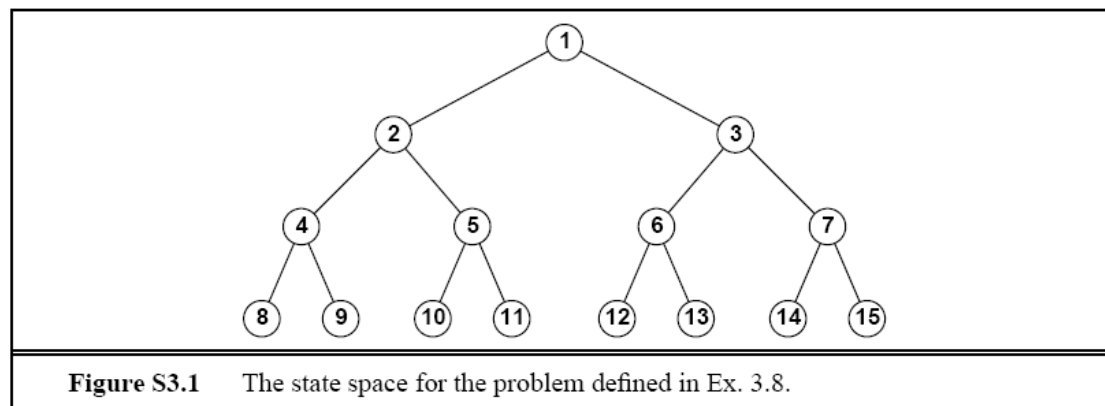 1
2 3
4 5 6 7
8 9 10 11 12 13 14 15
Figure S3.1 The state space for the problem defined in Ex. 3.8.